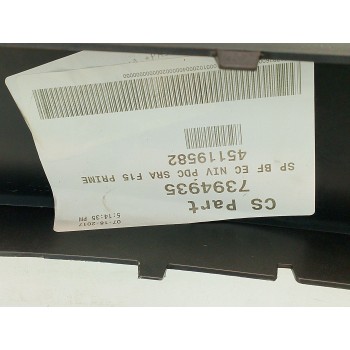 07-18-2017
5:14:35 PM
CS Part
7394935
45119582
SP BF EC NIV PDC SRA F15 PRIME